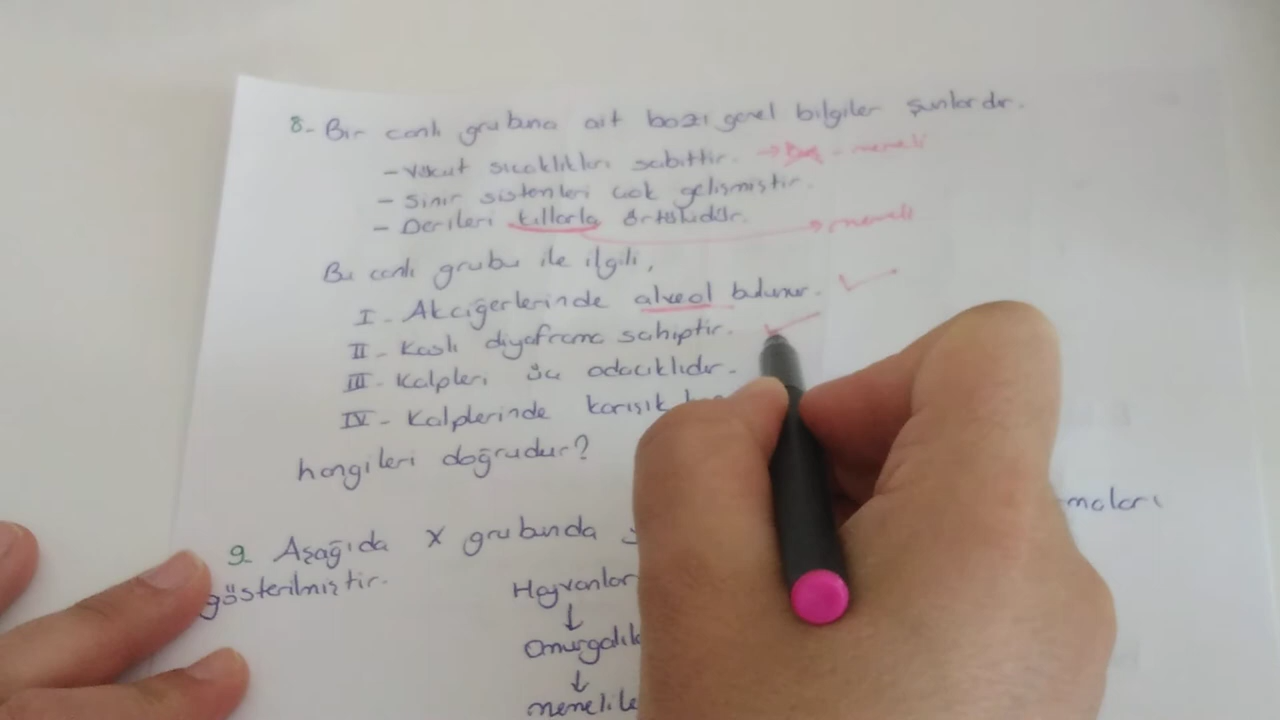 8- Bir canlı grubuna ait bazı genel bilgiler şunlardır.
- Vücut sıcaklıkları sabittir. → - memeli
- Sinir sistemleri çok gelişmiştir.
- Derileri kıllarla örtülüdür. → memeli
Bu canlı grubu ile ilgili,
I - Akciğerlerinde alveol bulunur. ✓
II - Kaslı diyaframa sahiptir. ✓
III - Kalpleri üç odacıklıdır.
IV - Kalplerinde karışık
hangileri doğrudur?
9- Aşağıda X grubunda
gösterilmiştir.
Hayvanlar
↓
↓